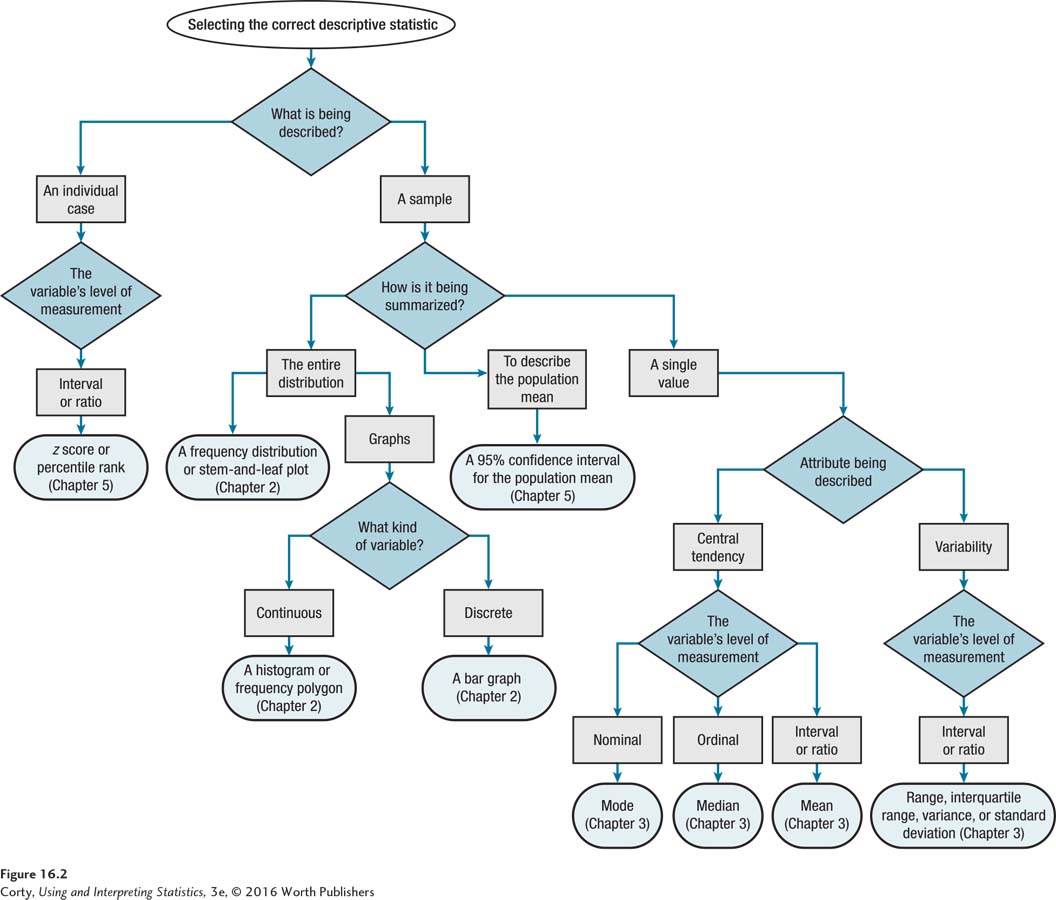 Selecting the correct descriptive statistic
What is being
described?
An individual
case
A sample
The
variable’s level of
measurement
How is it being
summarized?
Interval
or ratio
The entire
distribution
To describe
the population
mean
A single
value
z score or
percentile rank
(Chapter 5)
A frequency distribution
or stem-and-leaf plot
(Chapter 2)
Graphs
A 95% confidence interval
for the population mean
(Chapter 5)
Attribute being
described
What kind
of variable?
Central
tendency
Variability
Continuous
Discrete
The
variable’s level of
measurement
The
variable’s level of
measurement
A histogram or
frequency polygon
(Chapter 2)
A bar graph
(Chapter 2)
Nominal
Ordinal
Interval
or ratio
Interval
or ratio
Mode
(Chapter 3)
Median
(Chapter 3)
Mean
(Chapter 3)
Range, interquartile
range, variance, or standard
deviation (Chapter 3)
Figure 16.2
Corty, Using and Interpreting Statistics, 3e, © 2016 Worth Publishers